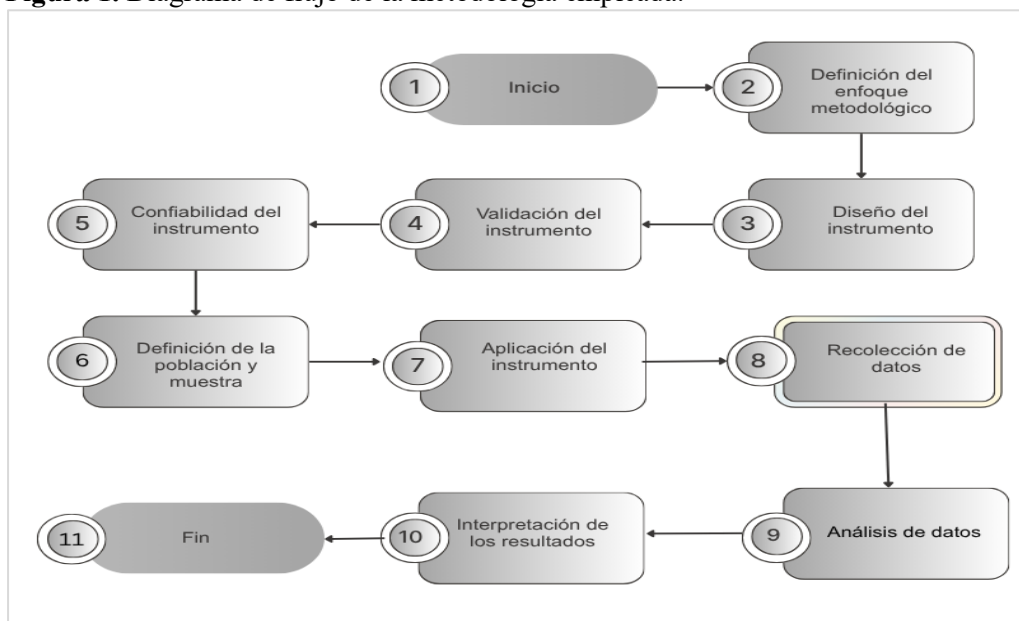 Figura 1. Diagrama de flujo de la metodología empleada.
1
Inicio
2
Definición del
enfoque
metodológico
3
Diseño del
instrumento
4
Validación del
instrumento
5
Confiabilidad del
instrumento
6
Definición de la
población y
muestra
7
Aplicación del
instrumento
8
Recolección de
datos
9
Análisis de datos
10
Interpretación de
los resultados
11
Fin